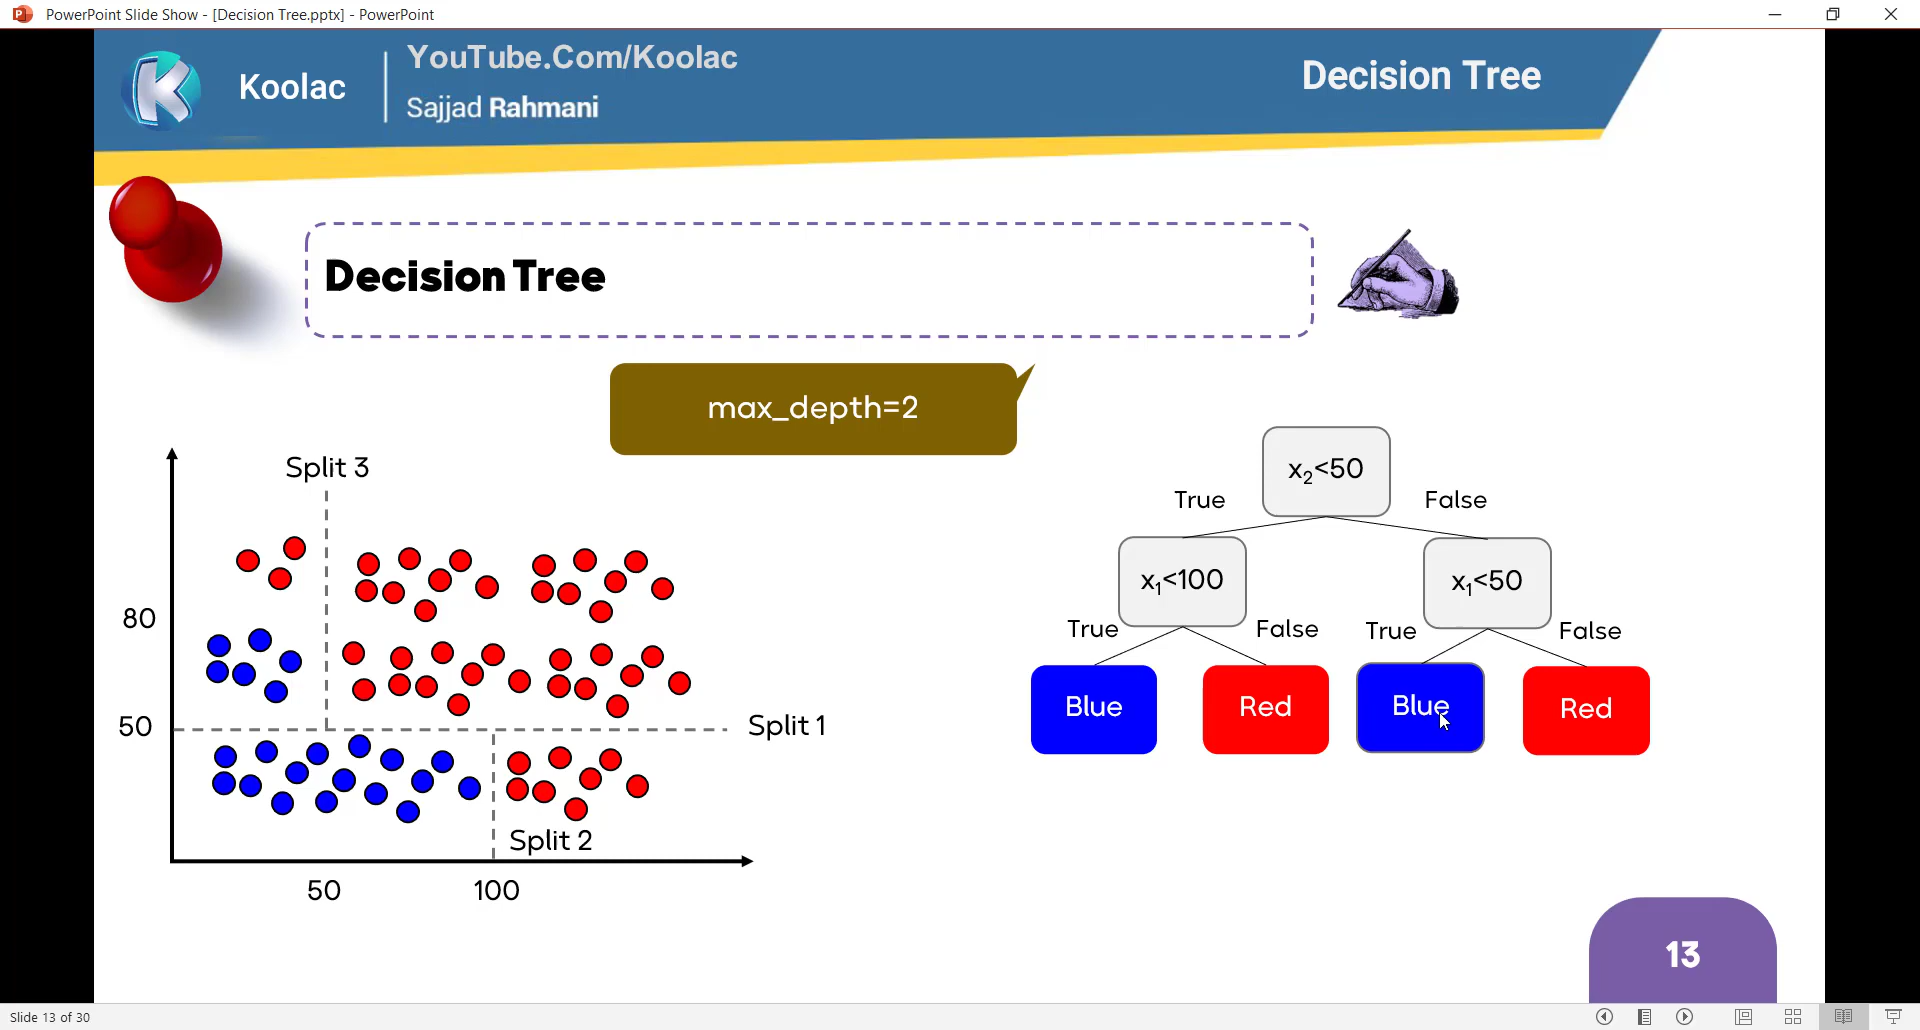 PowerPoint Slide Show - [Decision Tree.pptx] - PowerPoint
Koolac
YouTube.Com/Koolac
Sajjad Rahmani
Decision Tree
Decision Tree
max_depth=2
Split 3
80
50
Split 1
Split 2
50
100
x₂<50
True
False
x₁<100
x₁<50
True
False
True
False
Blue
Red
Blue
Red
13
Slide 13 of 30